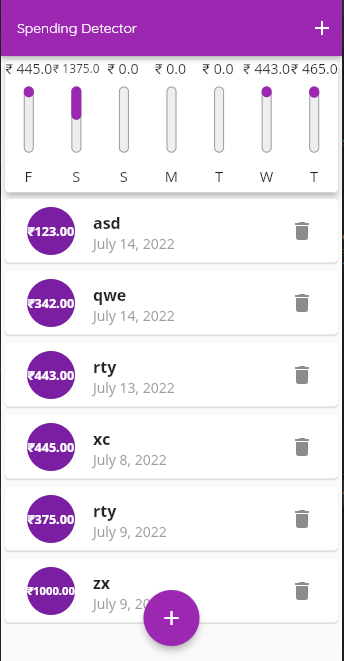 Spending Detector +
₹ 445.0 ₹ 1375.0 ₹ 0.0 ₹ 0.0 ₹ 0.0 ₹ 443.0 ₹ 465.0
F S S M T W T
₹123.00
asd
July 14, 2022
₹342.00
qwe
July 14, 2022
₹443.00
rty
July 13, 2022
₹445.00
xc
July 8, 2022
₹375.00
rty
July 9, 2022
₹1000.00
zx
July 9, 20
+